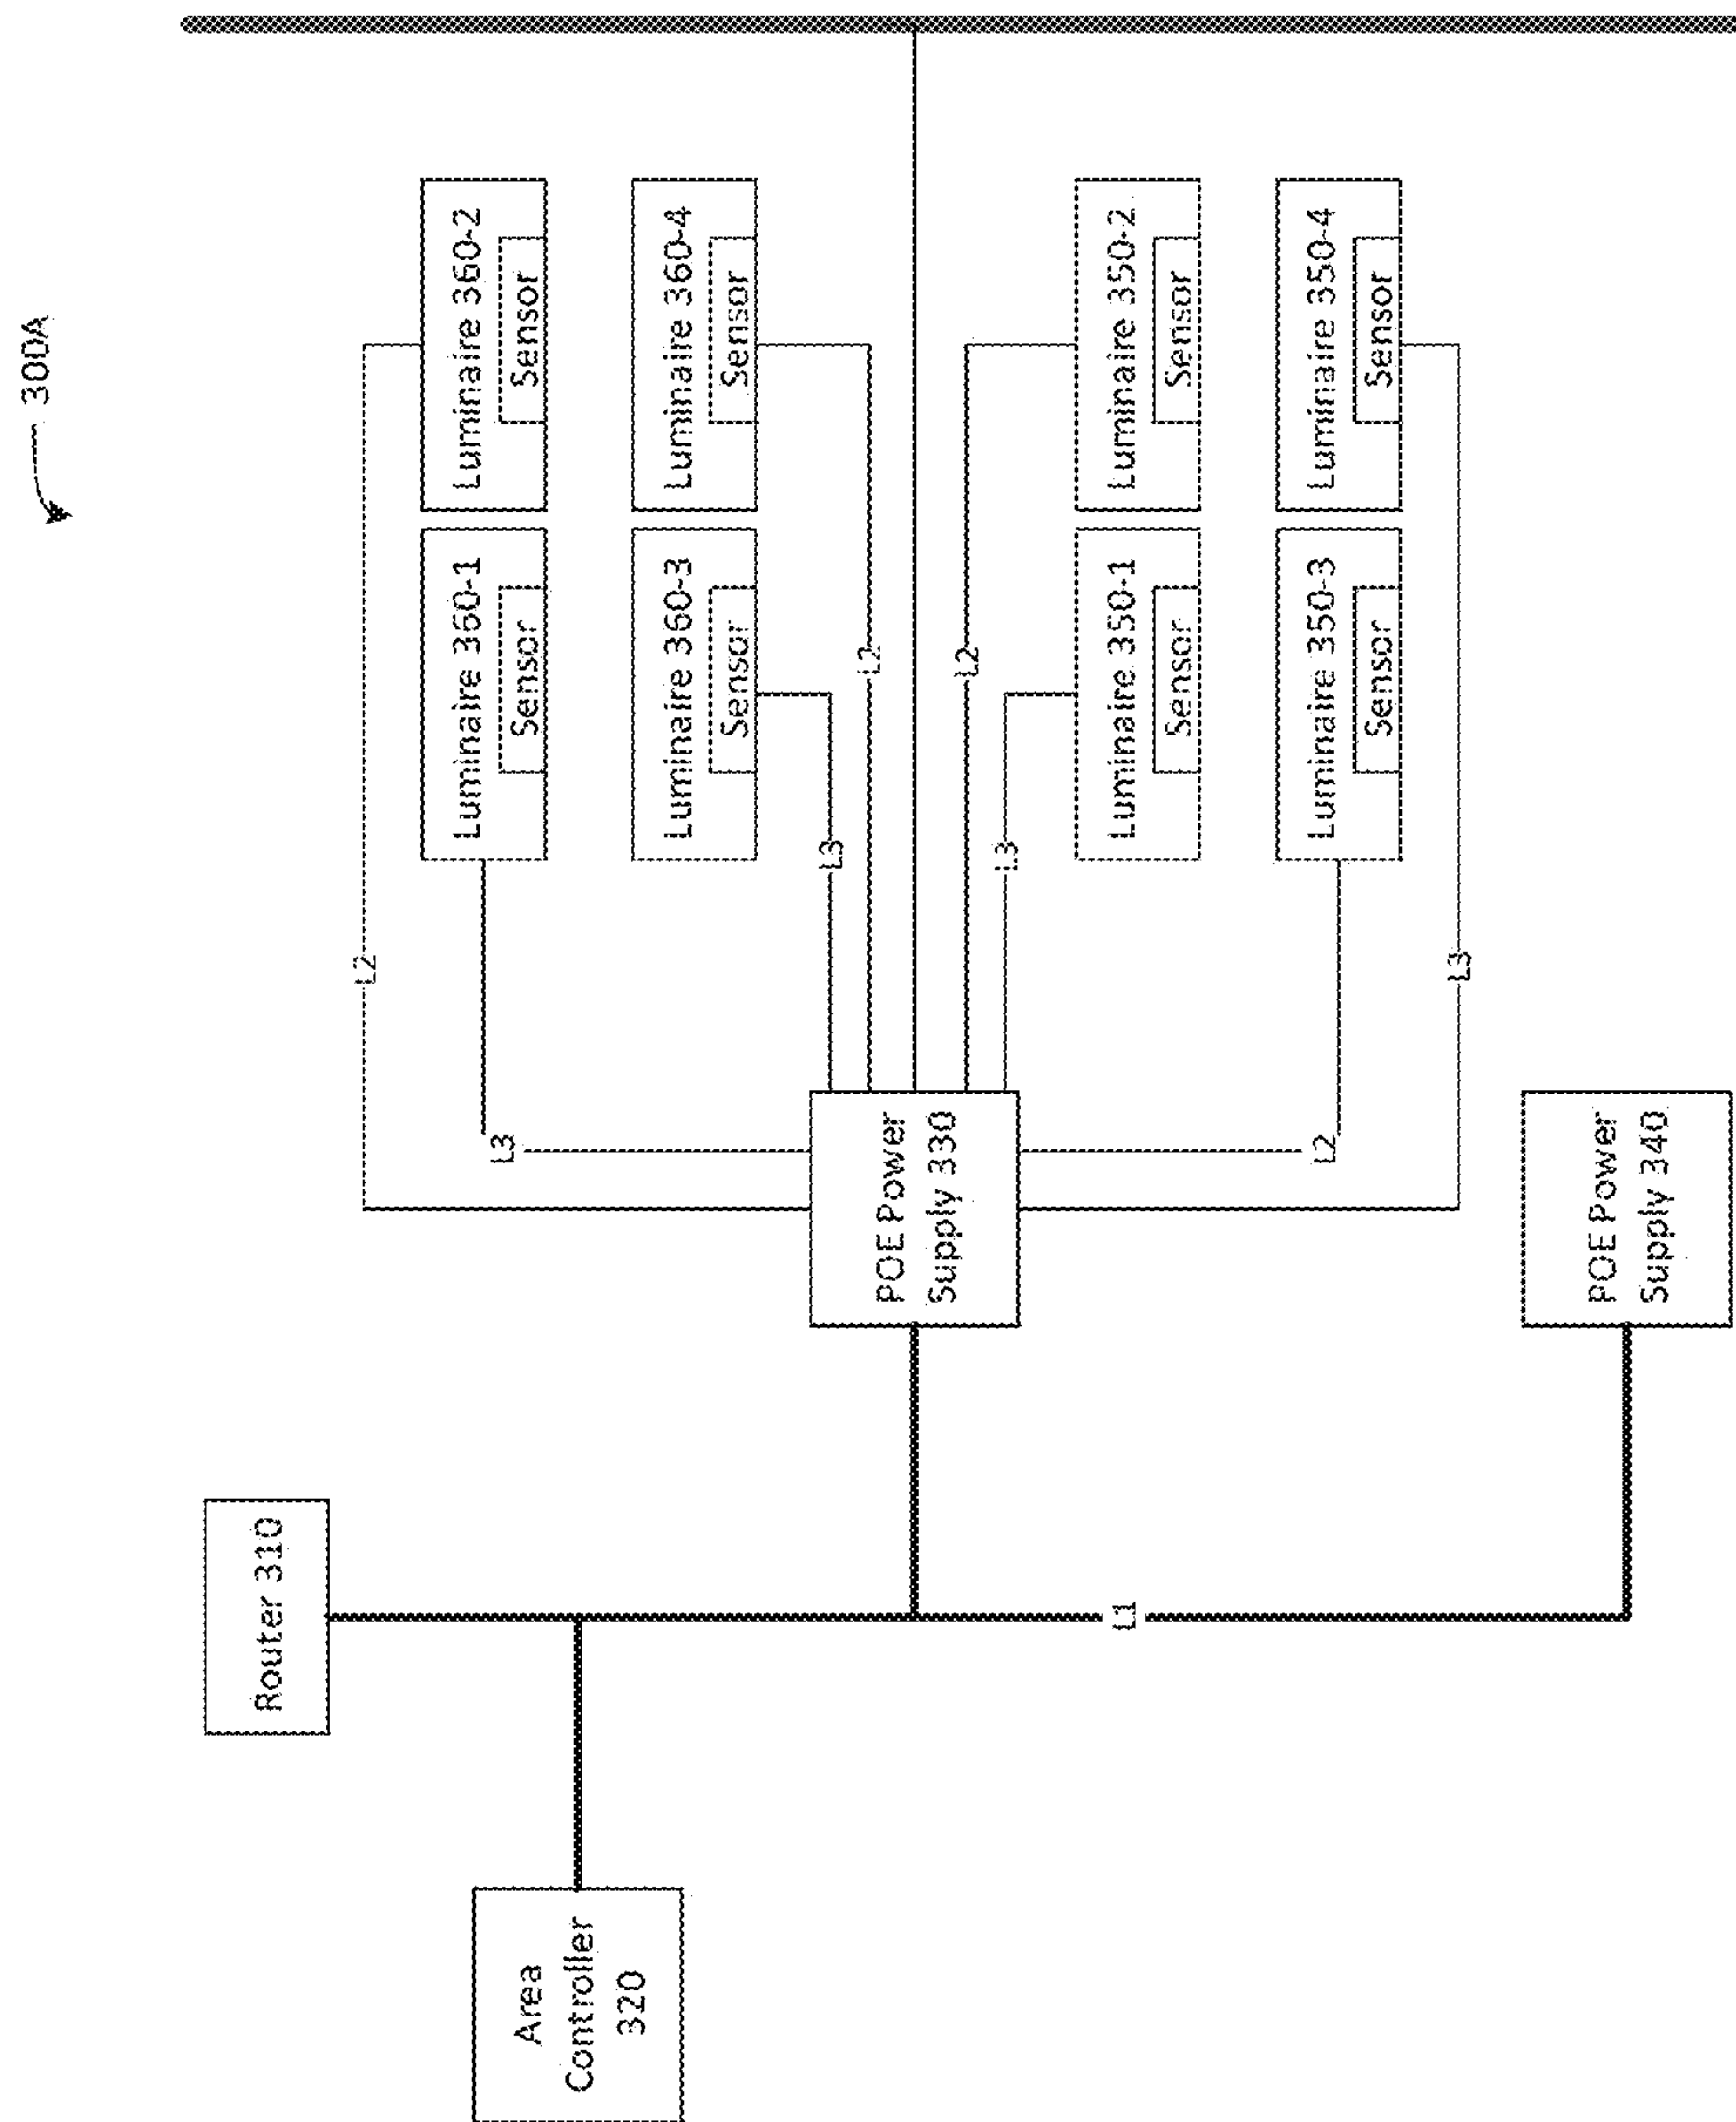 300A
Router 310
Area
Controller
320
POE Power
Supply 330
POE Power
Supply 340
L1
L2
L3
L3
L2
L2
L3
L2
L3
Luminaire 360-1
Sensor
Luminaire 360-2
Sensor
Luminaire 360-3
Sensor
Luminaire 360-4
Sensor
Luminaire 350-1
Sensor
Luminaire 350-2
Sensor
Luminaire 350-3
Sensor
Luminaire 350-4
Sensor